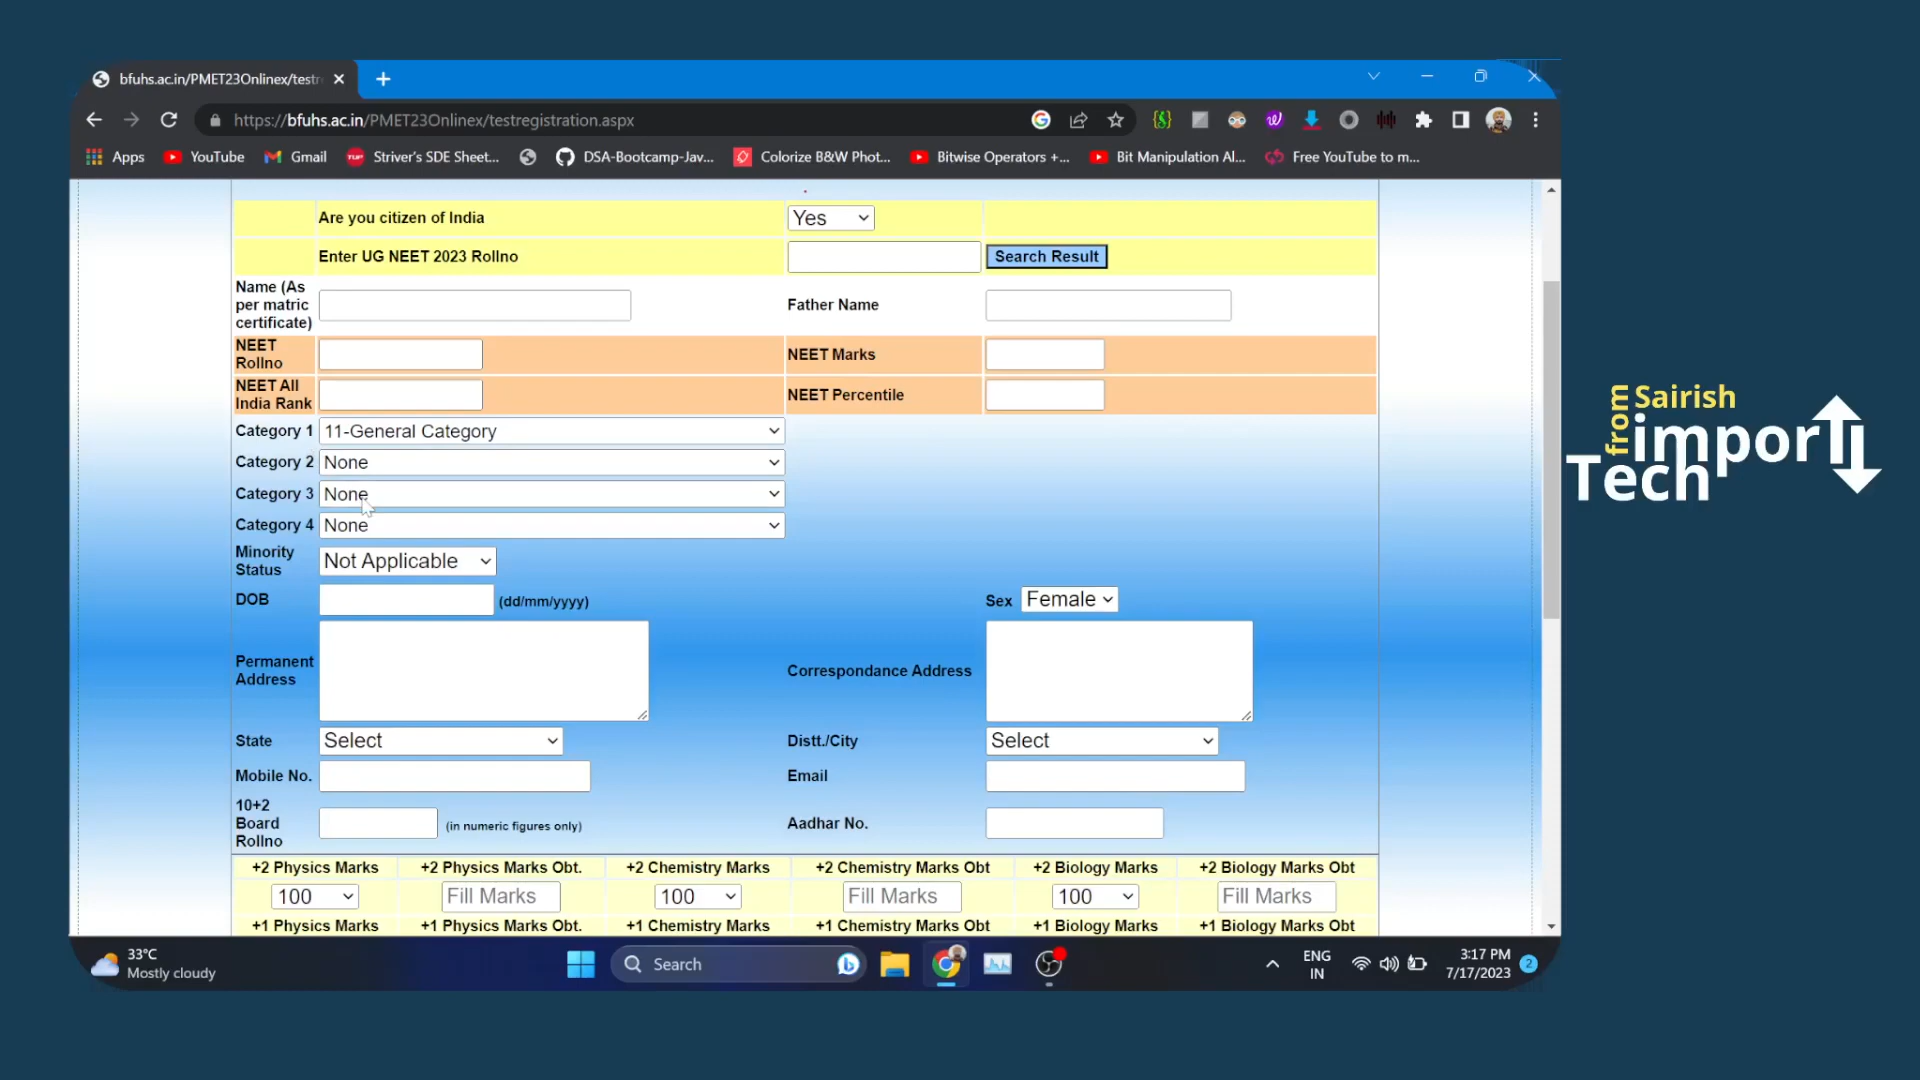 bfuhs.ac.in/PMET23Onlinex/testr
https://bfuhs.ac.in/PMET23Onlinex/testregistration.aspx
Apps YouTube Gmail Striver's SDE Sheet... DSA-Bootcamp-Jav... Colorize B&W Phot... Bitwise Operators +... Bit Manipulation Al... Free YouTube to m...
Are you citizen of India Yes
Enter UG NEET 2023 Rollno Search Result
Name (As
per matric
certificate)
Father Name
NEET
Rollno
NEET Marks
NEET All
India Rank
NEET Percentile
Category 1 11-General Category
Category 2 None
Category 3 None
Category 4 None
Minority
Status
Not Applicable
DOB (dd/mm/yyyy) Sex Female
Permanent
Address
Correspondance Address
State Select Distt./City Select
Mobile No. Email
10+2
Board
Rollno
(in numeric figures only) Aadhar No.
+2 Physics Marks +2 Physics Marks Obt. +2 Chemistry Marks +2 Chemistry Marks Obt +2 Biology Marks +2 Biology Marks Obt
100 Fill Marks 100 Fill Marks 100 Fill Marks
+1 Physics Marks +1 Physics Marks Obt. +1 Chemistry Marks +1 Chemistry Marks Obt +1 Biology Marks +1 Biology Marks Obt
33°C
Mostly cloudy
Search
ENG
IN
3:17 PM
7/17/2023
2
from Sairish
import
Tech